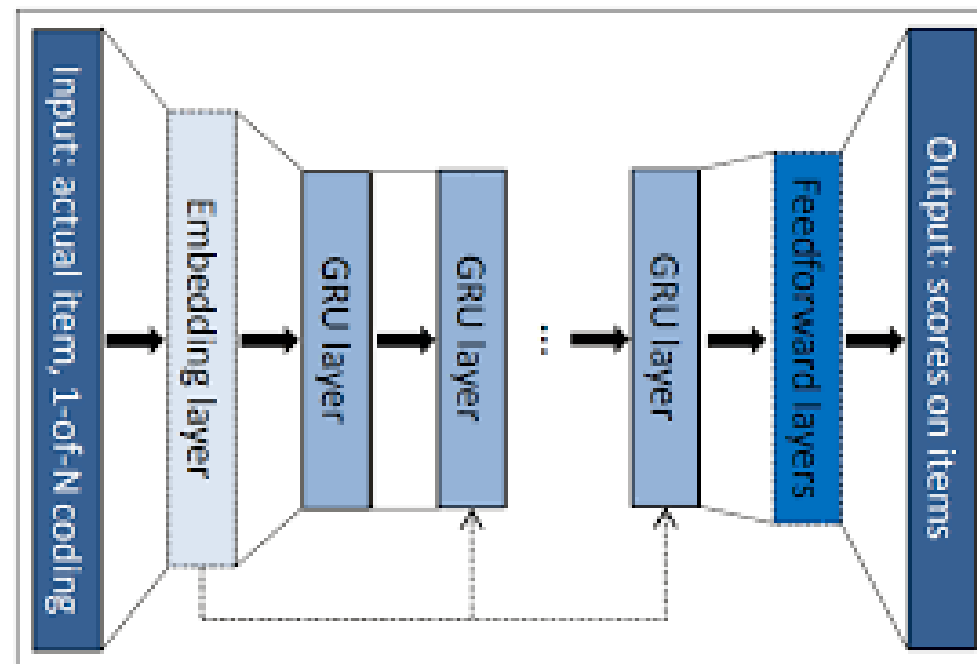 Input: actual item, 1-of-N coding
Embedding layer
GRU layer
GRU layer
...
GRU layer
Feedforward layers
Output: scores on items